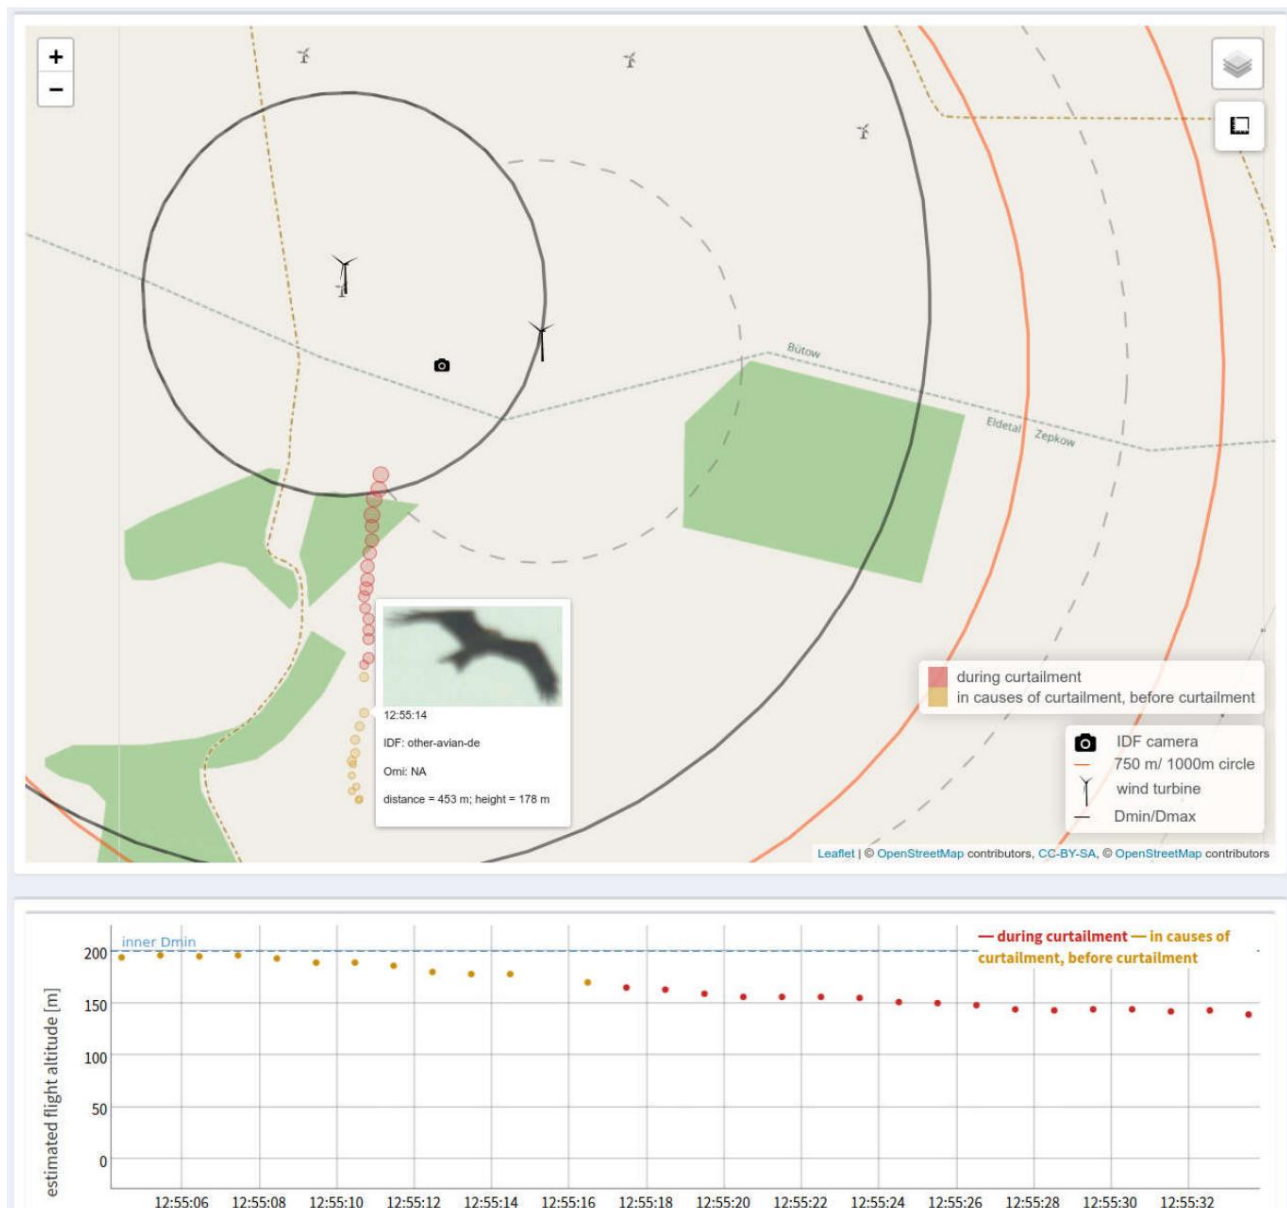 +
−
Bütow
Eldetal
Zepkow
12:55:14
IDF: other-avian-de
Omi: NA
distance = 453 m; height = 178 m
during curtailment
in causes of curtailment, before curtailment
IDF camera
750 m/ 1000m circle
wind turbine
Dmin/Dmax
Leaflet | © OpenStreetMap contributors, CC-BY-SA, © OpenStreetMap contributors
inner Dmin
— during curtailment — in causes of
curtailment, before curtailment
estimated flight altitude [m]
200
150
100
50
0
12:55:06 12:55:08 12:55:10 12:55:12 12:55:14 12:55:16 12:55:18 12:55:20 12:55:22 12:55:24 12:55:26 12:55:28 12:55:30 12:55:32